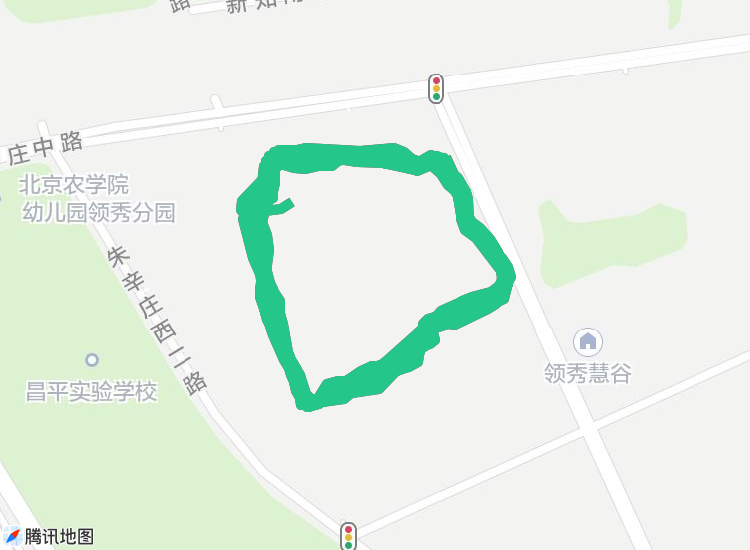 路
新知南
庄中路
北京农学院
幼儿园领秀分园
朱辛庄西二路
昌平实验学校
领秀慧谷
腾讯地图